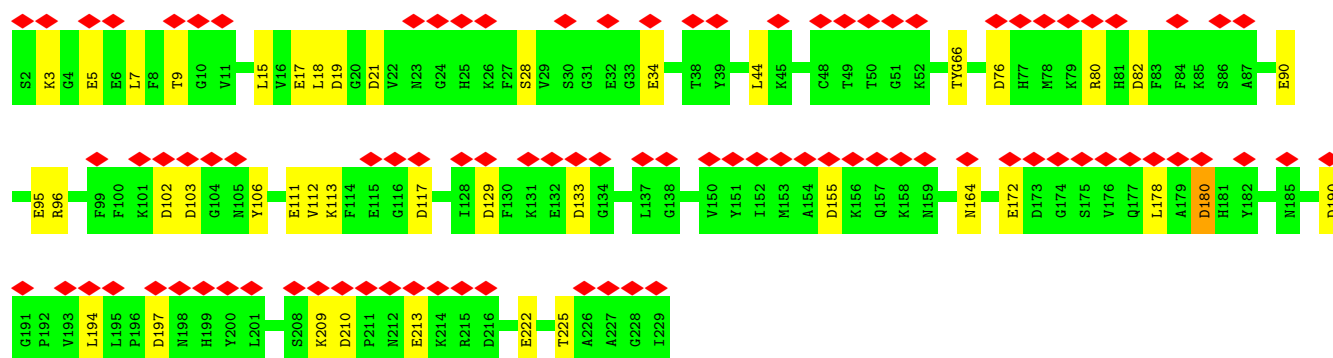 S2 K3 G4 E5 E6 L7 F8 T9 G10 V11 L15 V16 E17 L18 D19 G20 D21 V22 N23 G24 H25 K26 F27 S28 V29 S30 G31 E32 G33 E34 T38 Y39 L44 K45 C48 T49 T50 G51 K52 TYG66 D76 H77 M78 K79 R80 H81 D82 F83 F84 K85 S86 A87 E90
E95 R96 F99 F100 K101 D102 D103 G104 N105 Y106 E111 V112 K113 F114 E115 G116 D117 I128 D129 F130 K131 E132 D133 G134 L137 G138 V150 Y151 I152 M153 A154 D155 K156 Q157 K158 N159 N164 E172 D173 G174 S175 V176 Q177 L178 A179 D180 H181 Y182 N185 D190
G191 P192 V193 L194 L195 P196 D197 N198 H199 Y200 L201 S208 K209 D210 P211 N212 E213 K214 R215 D216 E222 T225 A226 A227 G228 I229